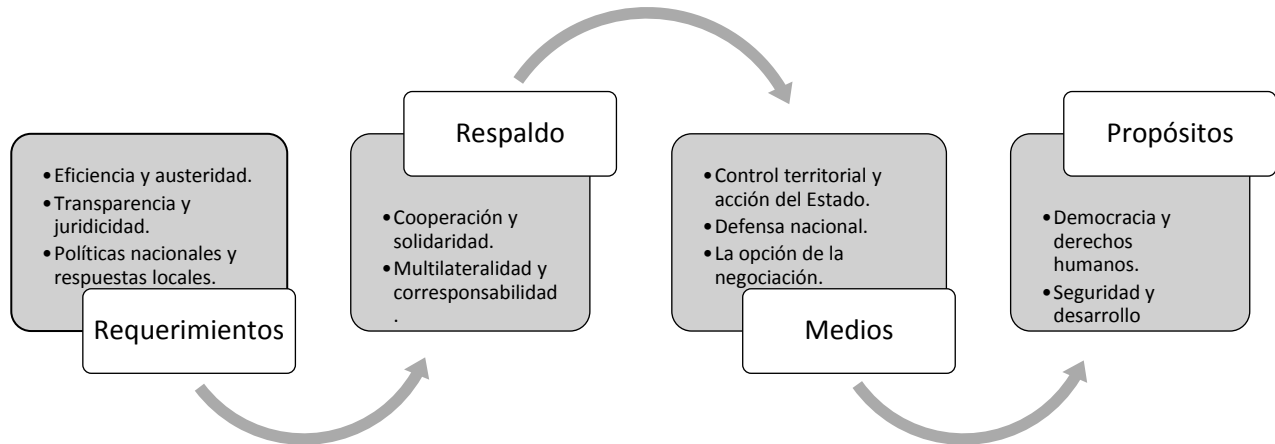 •Eficiencia y austeridad.
•Transparencia y
juridicidad.
•Políticas nacionales y
respuestas locales.
Requerimientos
Respaldo
•Cooperación y
solidaridad.
•Multilateralidad y
corresponsabilidad
.
•Control territorial y
acción del Estado.
•Defensa nacional.
•La opción de la
negociación.
Medios
Propósitos
•Democracia y
derechos
humanos.
•Seguridad y
desarrollo